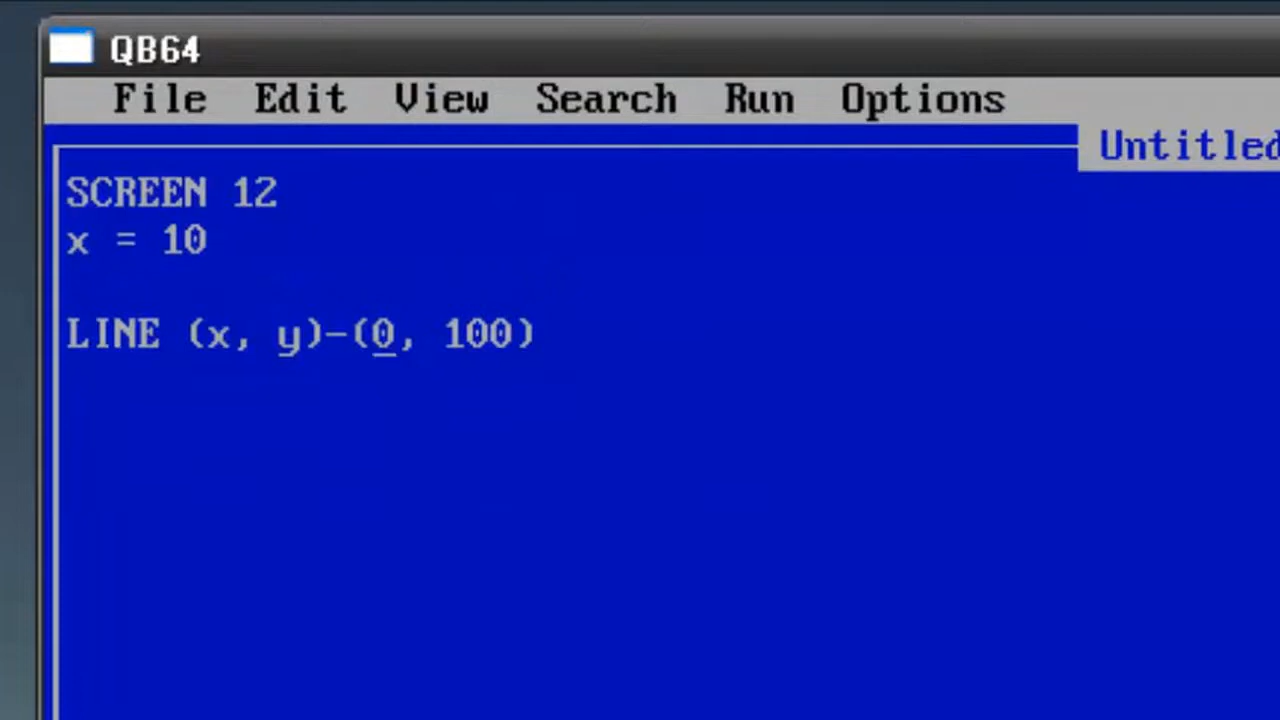 QB64
File Edit View Search Run Options
Untitled
SCREEN 12
x = 10
LINE (x, y)-(0, 100)